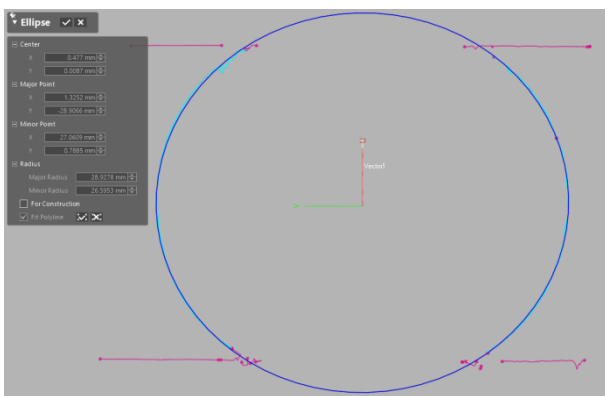 Ellipse
Center
X 0.477 mm
Y 0.0087 mm
Major Point
X 1.3252 mm
Y -28.9066 mm
Minor Point
X 27.0609 mm
Y 0.7885 mm
Radius
Major Radius 28.9278 mm
Minor Radius 26.5953 mm
For Construction
Fit Polyline
Vector1